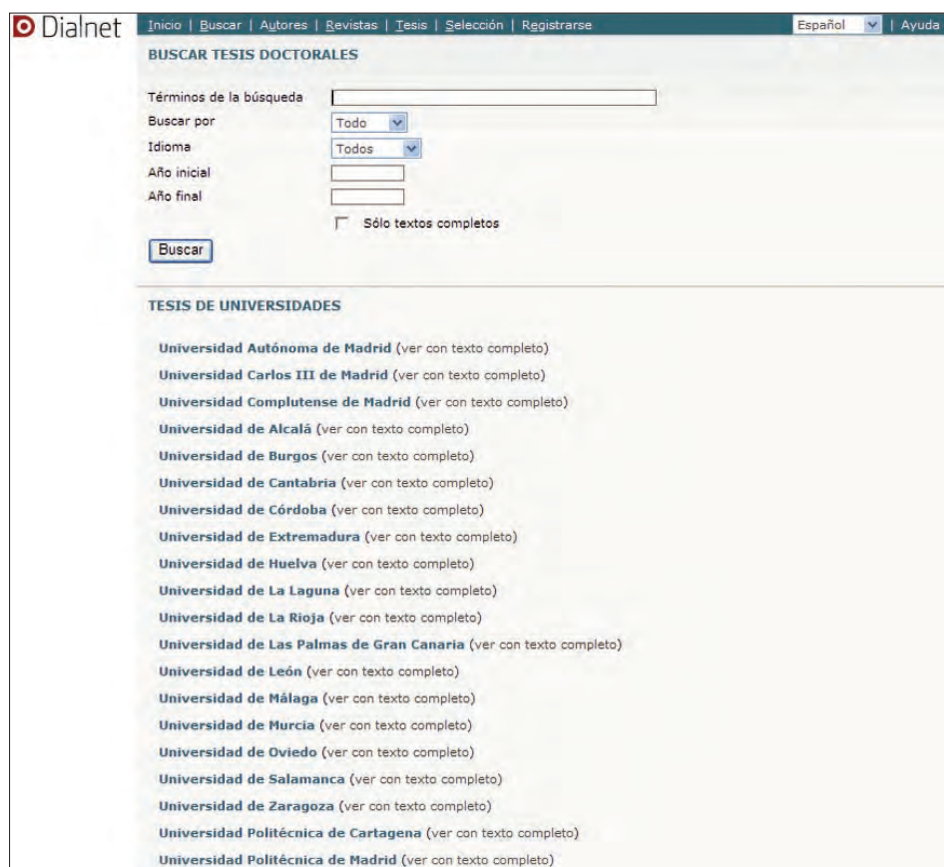 Dialnet
Inicio | Buscar | Autores | Revistas | Tesis | Selección | Registrarse Español | Ayuda
BUSCAR TESIS DOCTORALES
Términos de la búsqueda
Buscar por Todo
Idioma Todos
Año inicial
Año final
Sólo textos completos
Buscar
TESIS DE UNIVERSIDADES
Universidad Autónoma de Madrid (ver con texto completo)
Universidad Carlos III de Madrid (ver con texto completo)
Universidad Complutense de Madrid (ver con texto completo)
Universidad de Alcalá (ver con texto completo)
Universidad de Burgos (ver con texto completo)
Universidad de Cantabria (ver con texto completo)
Universidad de Córdoba (ver con texto completo)
Universidad de Extremadura (ver con texto completo)
Universidad de Huelva (ver con texto completo)
Universidad de La Laguna (ver con texto completo)
Universidad de La Rioja (ver con texto completo)
Universidad de Las Palmas de Gran Canaria (ver con texto completo)
Universidad de León (ver con texto completo)
Universidad de Málaga (ver con texto completo)
Universidad de Murcia (ver con texto completo)
Universidad de Oviedo (ver con texto completo)
Universidad de Salamanca (ver con texto completo)
Universidad de Zaragoza (ver con texto completo)
Universidad Politécnica de Cartagena (ver con texto completo)
Universidad Politécnica de Madrid (ver con texto completo)